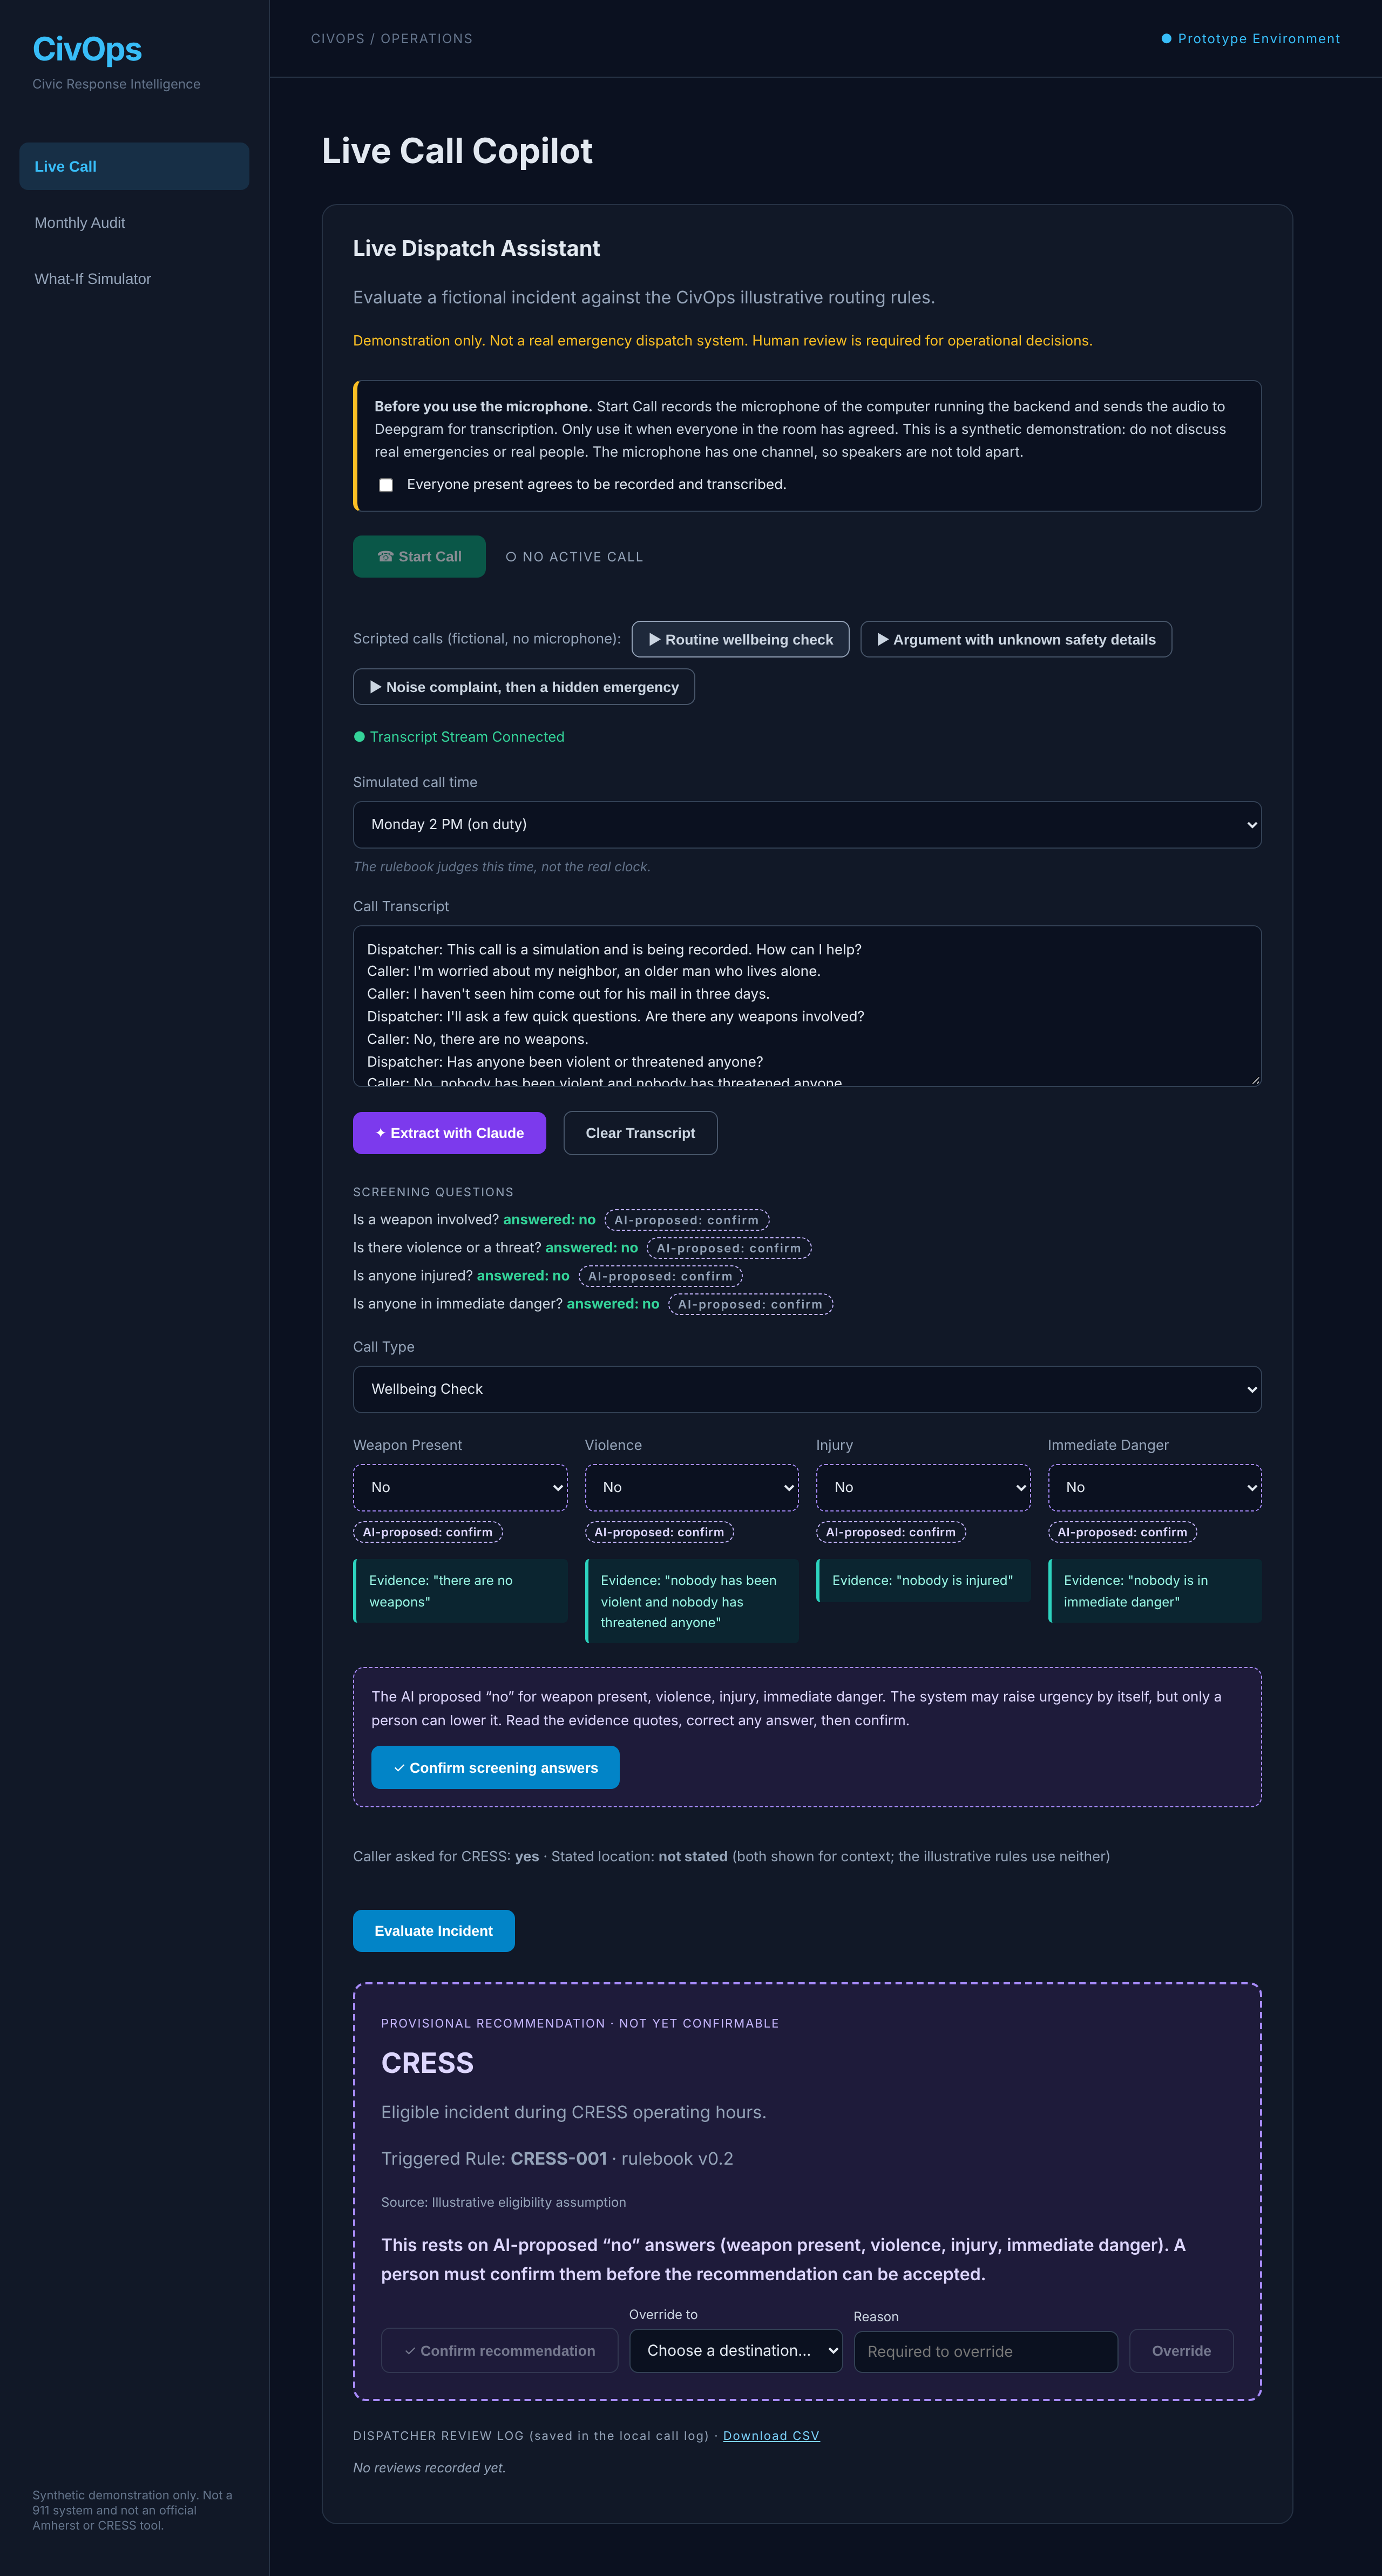 CivOps
Civic Response Intelligence
Live Call
Monthly Audit
What-If Simulator
Synthetic demonstration only. Not a
911 system and not an official
Amherst or CRESS tool.
CIVOPS / OPERATIONS
● Prototype Environment
Live Call Copilot
Live Dispatch Assistant
Evaluate a fictional incident against the CivOps illustrative routing rules.
Demonstration only. Not a real emergency dispatch system. Human review is required for operational decisions.
Before you use the microphone. Start Call records the microphone of the computer running the backend and sends the audio to
Deepgram for transcription. Only use it when everyone in the room has agreed. This is a synthetic demonstration: do not discuss
real emergencies or real people. The microphone has one channel, so speakers are not told apart.
Everyone present agrees to be recorded and transcribed.
☎ Start Call
○ NO ACTIVE CALL
Scripted calls (fictional, no microphone):
▶ Routine wellbeing check
▶ Argument with unknown safety details
▶ Noise complaint, then a hidden emergency
● Transcript Stream Connected
Simulated call time
Monday 2 PM (on duty)
The rulebook judges this time, not the real clock.
Call Transcript
Dispatcher: This call is a simulation and is being recorded. How can I help?
Caller: I'm worried about my neighbor, an older man who lives alone.
Caller: I haven't seen him come out for his mail in three days.
Dispatcher: I'll ask a few quick questions. Are there any weapons involved?
Caller: No, there are no weapons.
Dispatcher: Has anyone been violent or threatened anyone?
Caller: No, nobody has been violent and nobody has threatened anyone.
✦ Extract with Claude
Clear Transcript
SCREENING QUESTIONS
Is a weapon involved? answered: no AI-proposed: confirm
Is there violence or a threat? answered: no AI-proposed: confirm
Is anyone injured? answered: no AI-proposed: confirm
Is anyone in immediate danger? answered: no AI-proposed: confirm
Call Type
Wellbeing Check
Weapon Present
No
AI-proposed: confirm
Evidence: "there are no
weapons"
Violence
No
AI-proposed: confirm
Evidence: "nobody has been
violent and nobody has
threatened anyone"
Injury
No
AI-proposed: confirm
Evidence: "nobody is injured"
Immediate Danger
No
AI-proposed: confirm
Evidence: "nobody is in
immediate danger"
The AI proposed “no” for weapon present, violence, injury, immediate danger. The system may raise urgency by itself, but only a
person can lower it. Read the evidence quotes, correct any answer, then confirm.
✓ Confirm screening answers
Caller asked for CRESS: yes · Stated location: not stated (both shown for context; the illustrative rules use neither)
Evaluate Incident
PROVISIONAL RECOMMENDATION · NOT YET CONFIRMABLE
CRESS
Eligible incident during CRESS operating hours.
Triggered Rule: CRESS-001 · rulebook v0.2
Source: Illustrative eligibility assumption
This rests on AI-proposed “no” answers (weapon present, violence, injury, immediate danger). A
person must confirm them before the recommendation can be accepted.
✓ Confirm recommendation
Override to
Choose a destination...
Reason
Required to override
Override
DISPATCHER REVIEW LOG (saved in the local call log) · Download CSV
No reviews recorded yet.